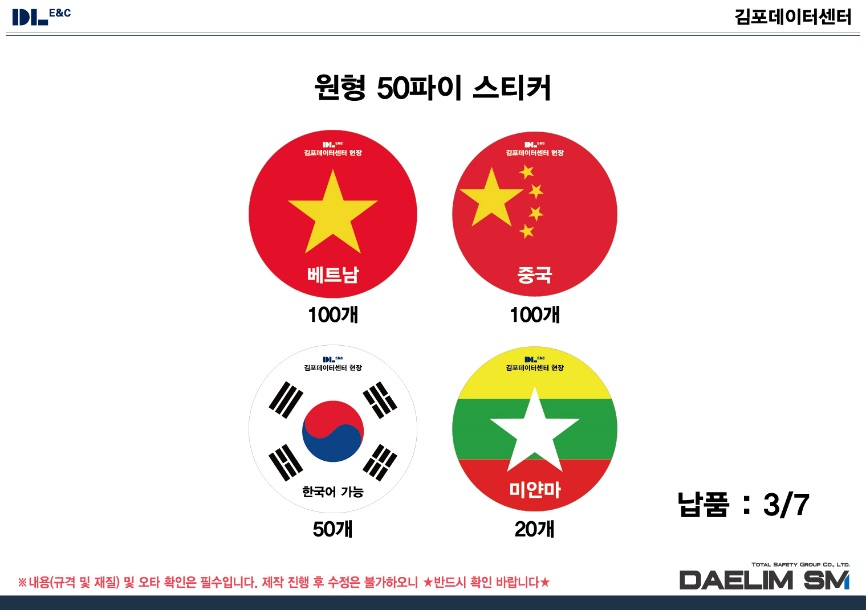 DL E&C
김포데이터센터
원형 50파이 스티커
DL E&C
김포데이터센터 현장
베트남
100개
DL E&C
김포데이터센터 현장
중국
100개
DL E&C
김포데이터센터 현장
한국어 가능
50개
DL E&C
김포데이터센터 현장
미얀마
20개
납품 : 3/7
※내용(규격 및 재질) 및 오타 확인은 필수입니다. 제작 진행 후 수정은 불가하오니 ★반드시 확인 바랍니다★
TOTAL SAFETY GROUP CO., LTD.
DAELIM SM